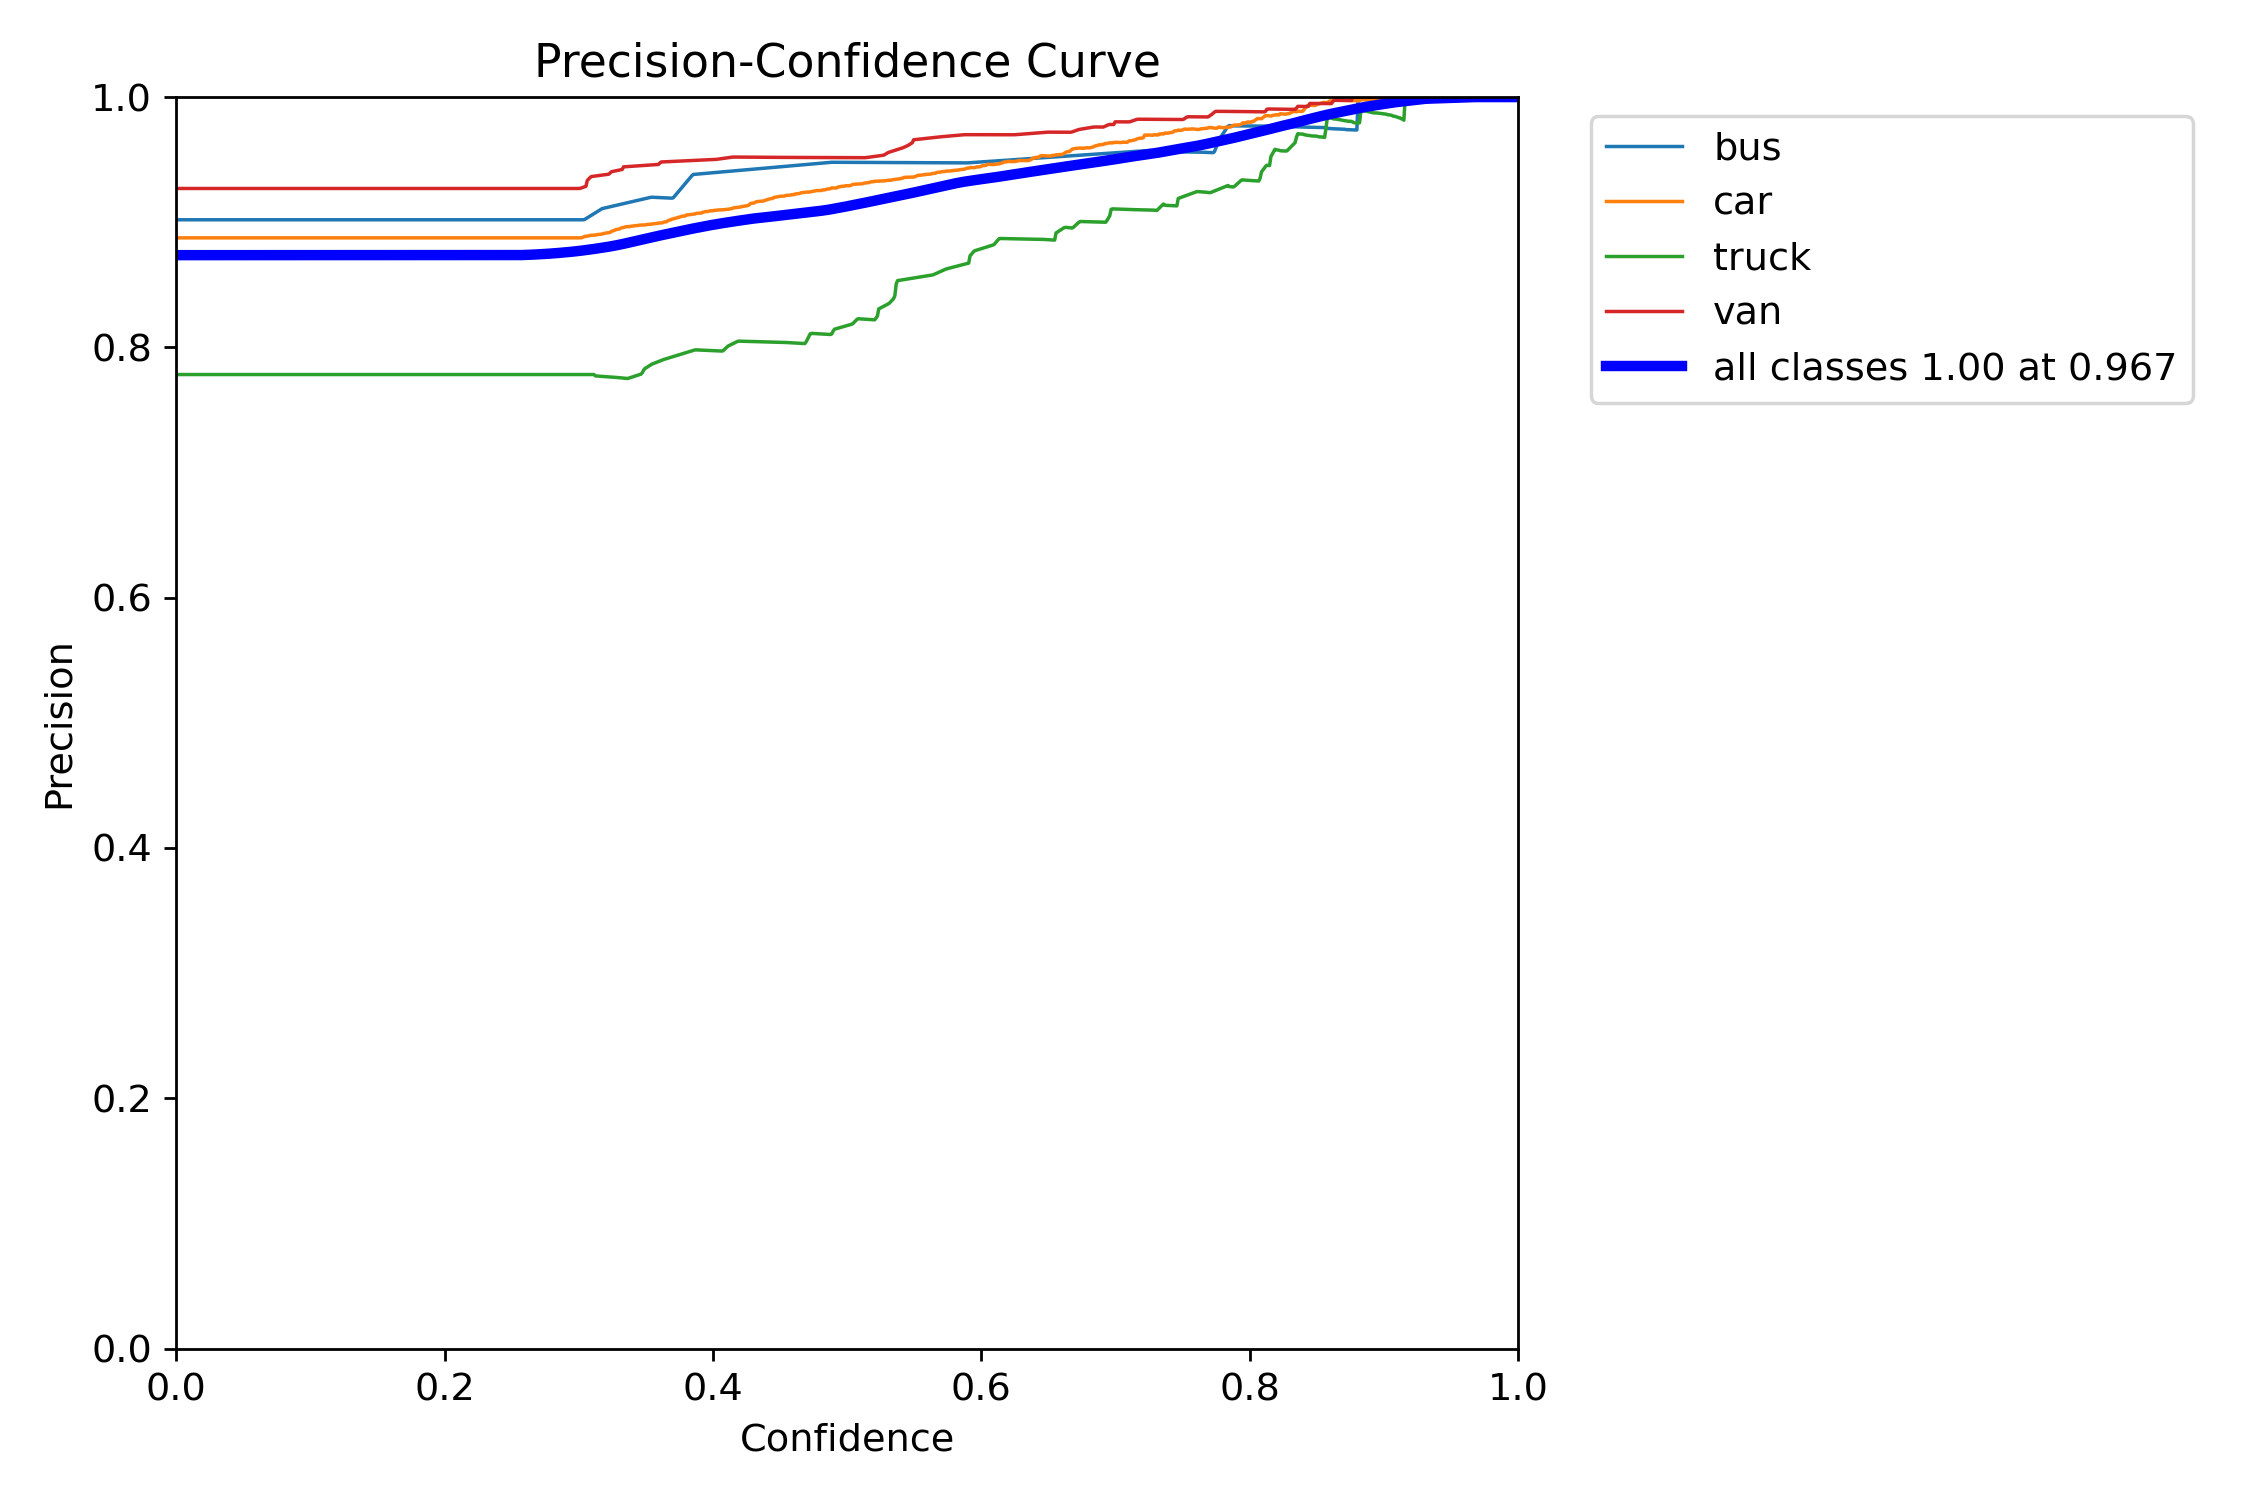 Precision-Confidence Curve
1.0
0.8
0.6
0.4
0.2
0.0
Precision
0.0 0.2 0.4 0.6 0.8 1.0
Confidence
bus
car
truck
van
all classes 1.00 at 0.967